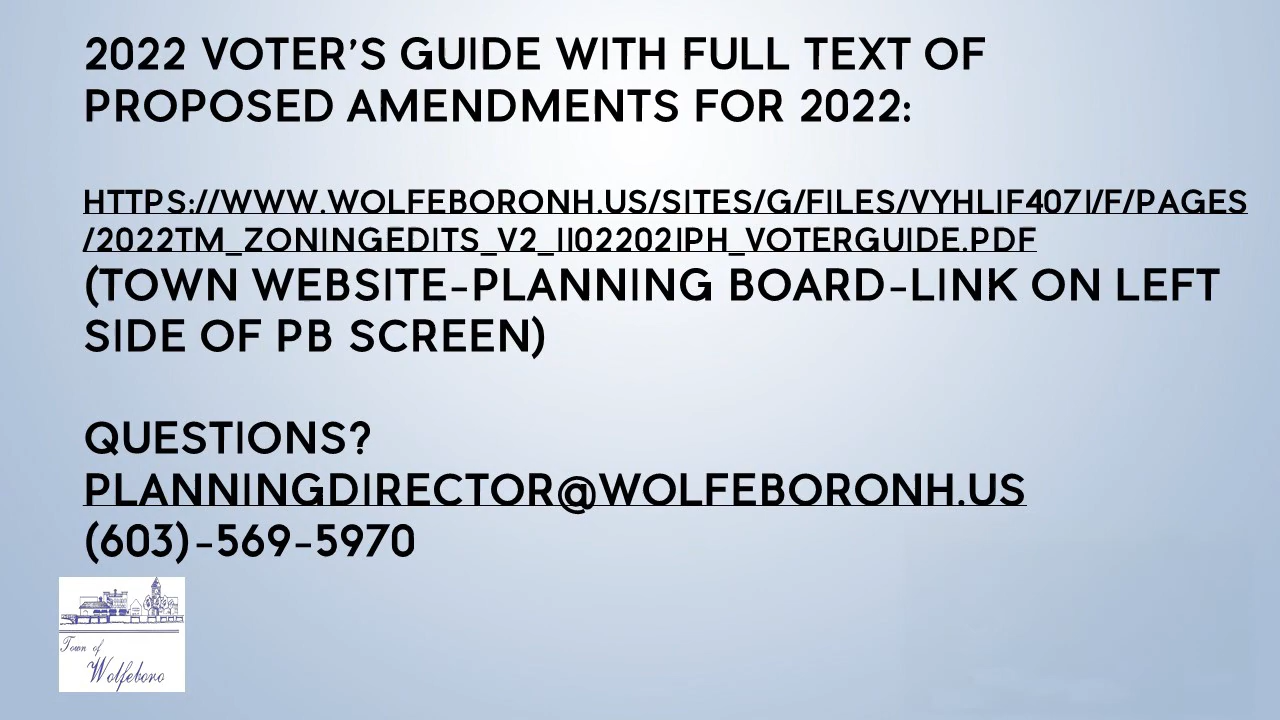 2022 VOTER'S GUIDE WITH FULL TEXT OF
PROPOSED AMENDMENTS FOR 2022:
HTTPS://WWW.WOLFEBORONH.US/SITES/G/FILES/VYHLIF4071/F/PAGES
/2022TM_ZONINGEDITS_V2_11022021PH_VOTERGUIDE.PDF
(TOWN WEBSITE-PLANNING BOARD-LINK ON LEFT
SIDE OF PB SCREEN)
QUESTIONS?
PLANNINGDIRECTOR@WOLFEBORONH.US
(603)-569-5970
Town of
Wolfeboro